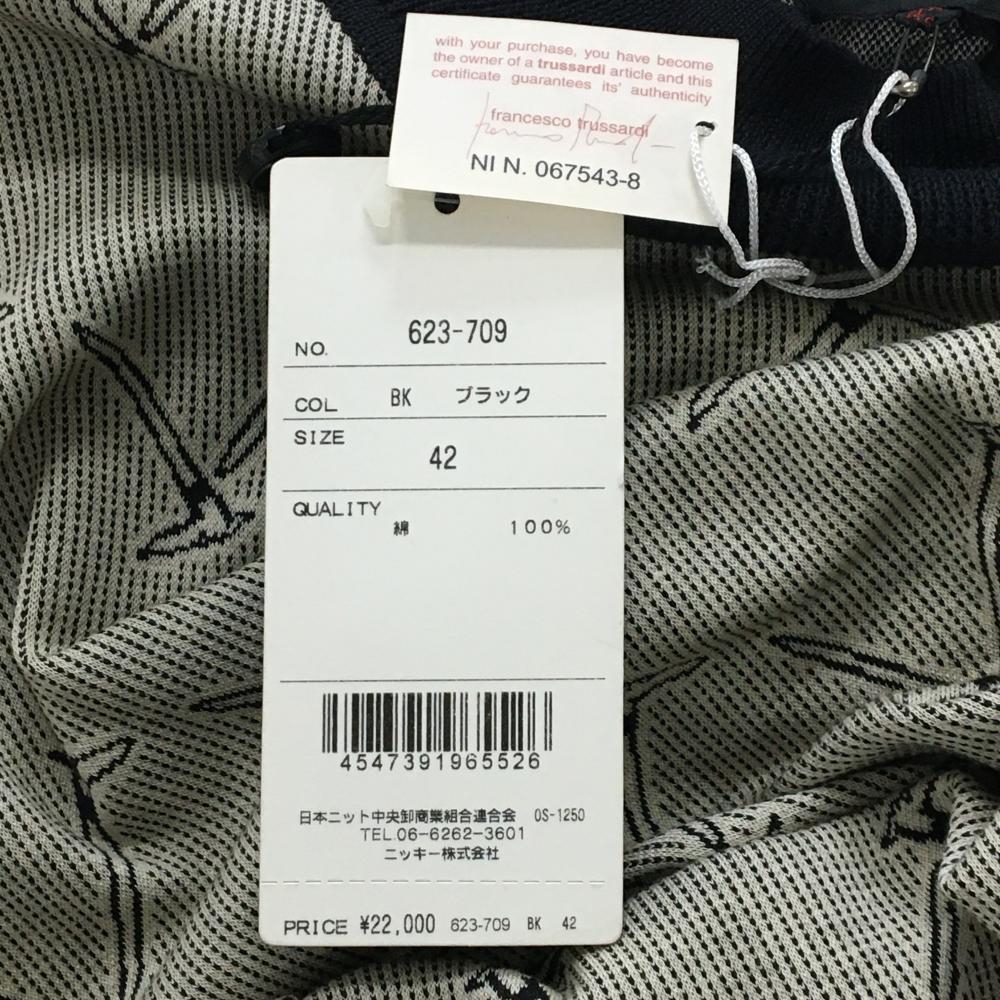 with your purchase, you have become
the owner of a trussardi article and this
certificate guarantees its' authenticity
francesco trussardi
NI N. 067543-8
NO. 623-709
COL BK ブラック
SIZE
42
QUALITY
綿 100%
4547391965526
日本ニット中央卸商業組合連合会 OS-1250
TEL.06-6262-3601
ニッキー株式会社
PRICE ¥22,000 623-709 BK 42